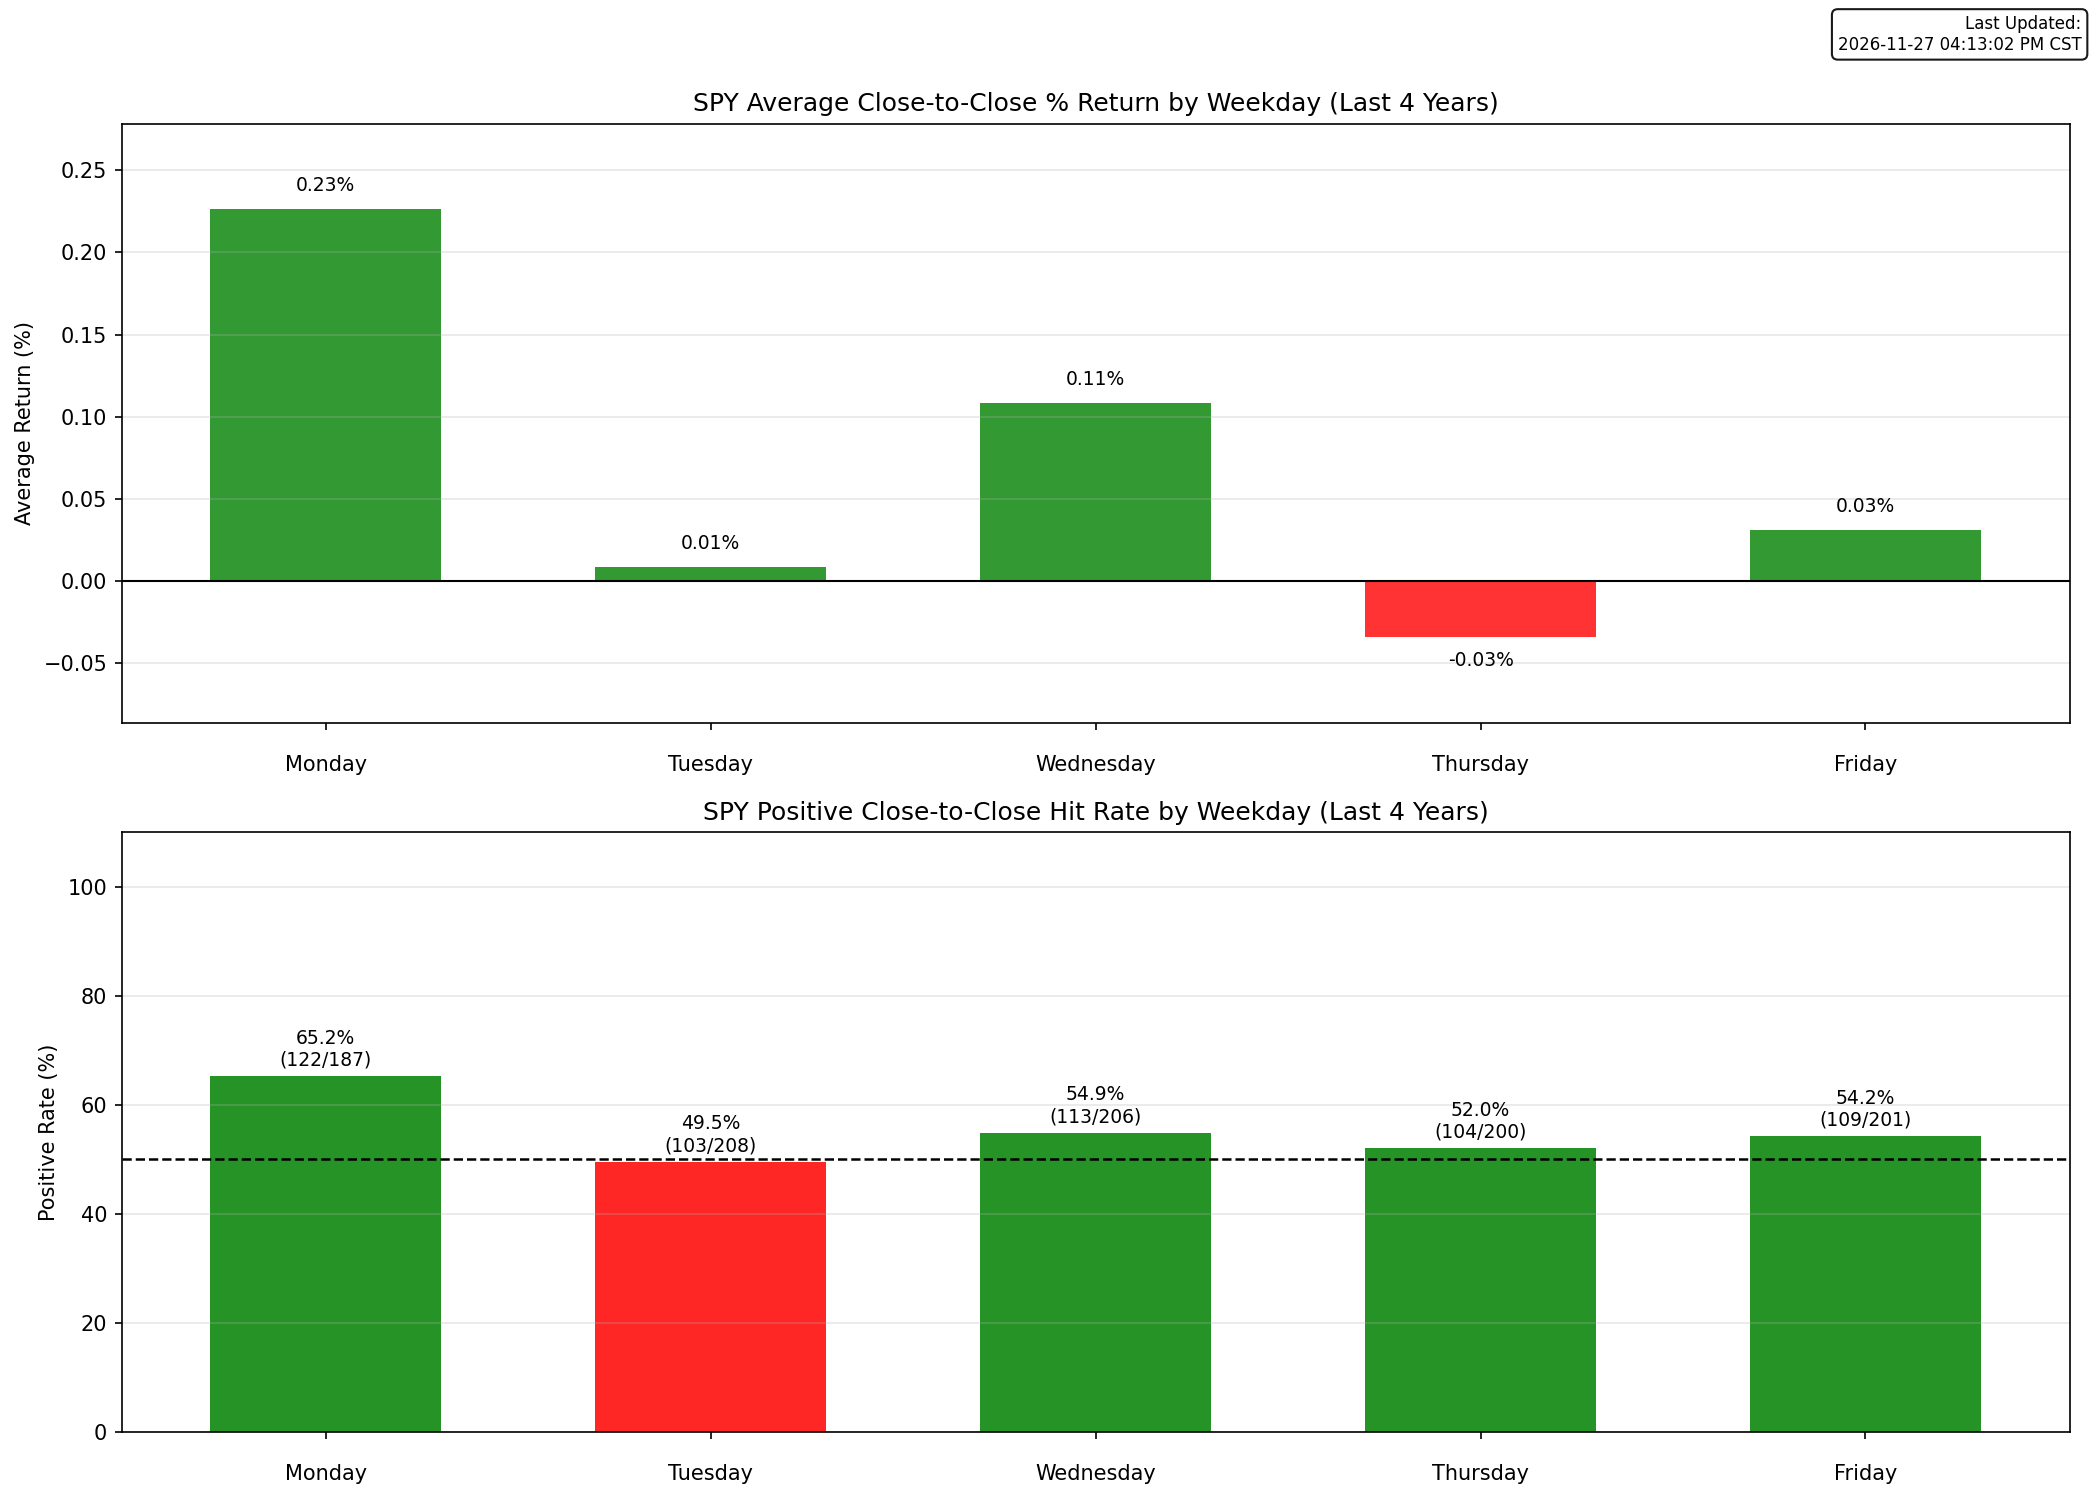 Last Updated:
2026-11-27 04:13:02 PM CST
SPY Average Close-to-Close % Return by Weekday (Last 4 Years)
Average Return (%)
0.25
0.20
0.15
0.10
0.05
0.00
−0.05
0.23%
0.01%
0.11%
-0.03%
0.03%
Monday
Tuesday
Wednesday
Thursday
Friday
SPY Positive Close-to-Close Hit Rate by Weekday (Last 4 Years)
Positive Rate (%)
100
80
60
40
20
0
65.2%
(122/187)
49.5%
(103/208)
54.9%
(113/206)
52.0%
(104/200)
54.2%
(109/201)
Monday
Tuesday
Wednesday
Thursday
Friday